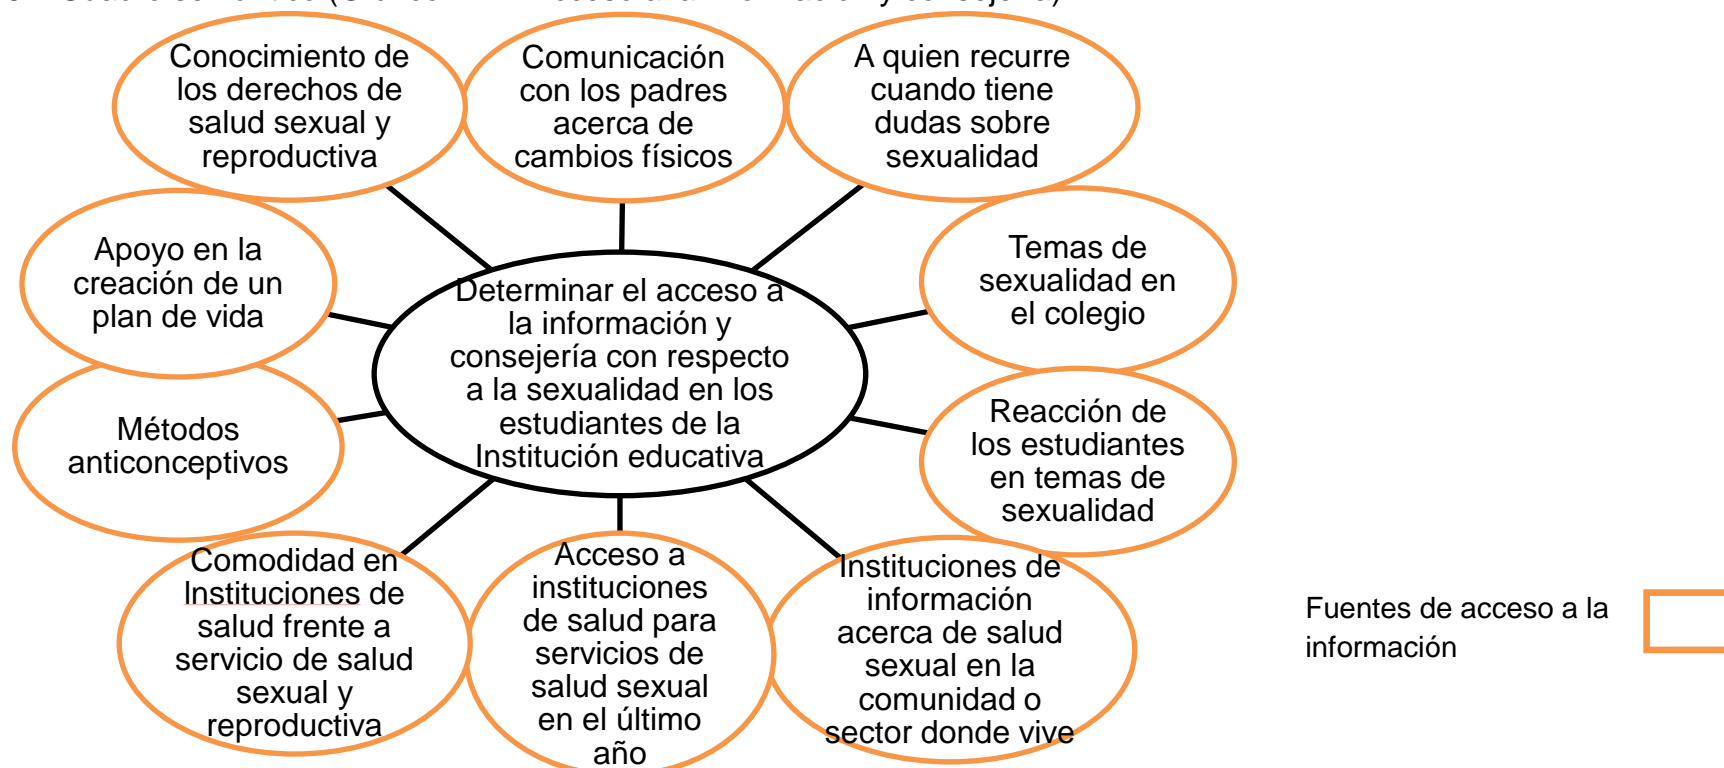 Conocimiento de
los derechos de
salud sexual y
reproductiva
Comunicación
con los padres
acerca de
cambios físicos
A quien recurre
cuando tiene
dudas sobre
sexualidad
Apoyo en la
creación de un
plan de vida
Temas de
sexualidad en
el colegio
Determinar el acceso a
la información y
consejería con respecto
a la sexualidad en los
estudiantes de la
Institución educativa
Métodos
anticonceptivos
Reacción de
los estudiantes
en temas de
sexualidad
Comodidad en
Instituciones de
salud frente a
servicio de salud
sexual y
reproductiva
Acceso a
instituciones
de salud para
servicios de
salud sexual
en el último
año
Instituciones de
información
acerca de salud
sexual en la
comunidad o
sector donde vive
Fuentes de acceso a la
información